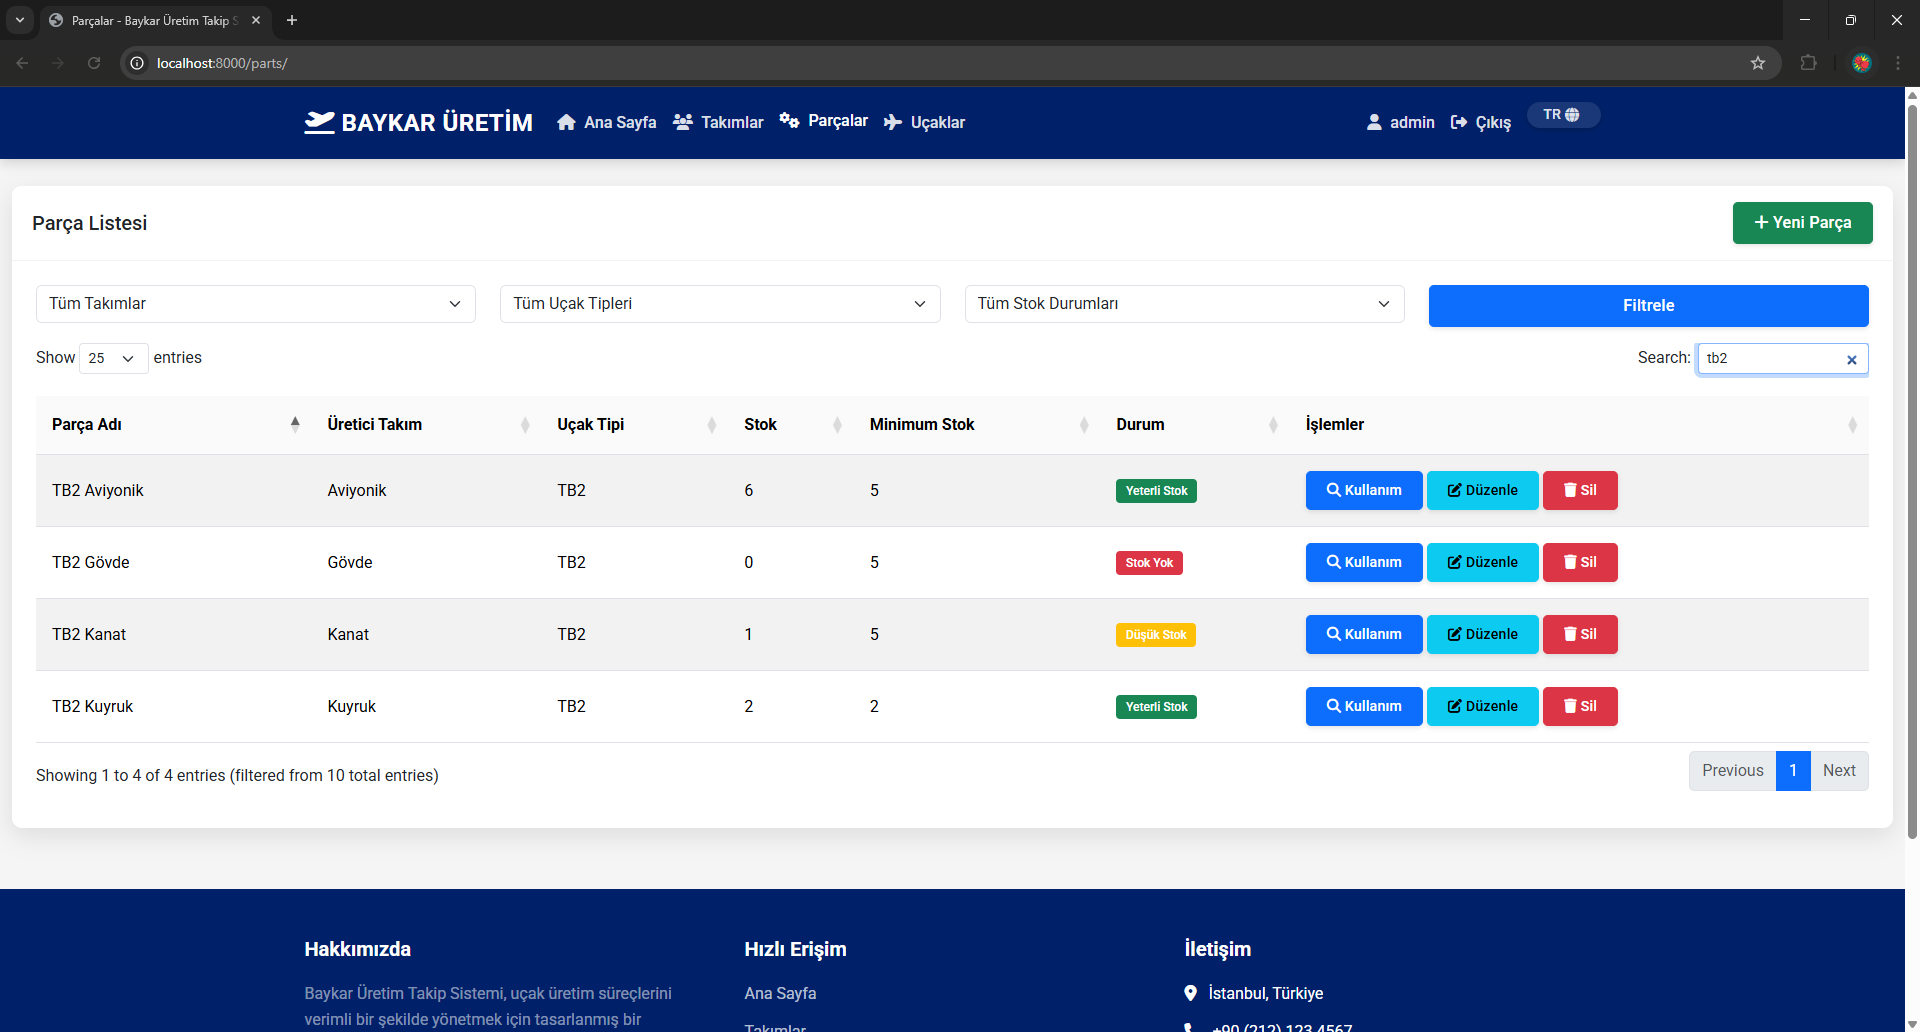 Parçalar - Baykar Üretim Takip S
localhost:8000/parts/
BAYKAR ÜRETİM
Ana Sayfa
Takımlar
Parçalar
Uçaklar
admin
Çıkış
TR
Parça Listesi
Yeni Parça
Tüm Takımlar
Tüm Uçak Tipleri
Tüm Stok Durumları
Filtrele
Show 25 entries
Search: tb2
Parça Adı Üretici Takım Uçak Tipi Stok Minimum Stok Durum İşlemler
TB2 Aviyonik Aviyonik TB2 6 5 Yeterli Stok Kullanım Düzenle Sil
TB2 Gövde Gövde TB2 0 5 Stok Yok Kullanım Düzenle Sil
TB2 Kanat Kanat TB2 1 5 Düşük Stok Kullanım Düzenle Sil
TB2 Kuyruk Kuyruk TB2 2 2 Yeterli Stok Kullanım Düzenle Sil
Showing 1 to 4 of 4 entries (filtered from 10 total entries)
Previous 1 Next
Hakkımızda
Baykar Üretim Takip Sistemi, uçak üretim süreçlerini
verimli bir şekilde yönetmek için tasarlanmış bir
Hızlı Erişim
Ana Sayfa
Takımlar
İletişim
İstanbul, Türkiye
+90 (212) 123 4567